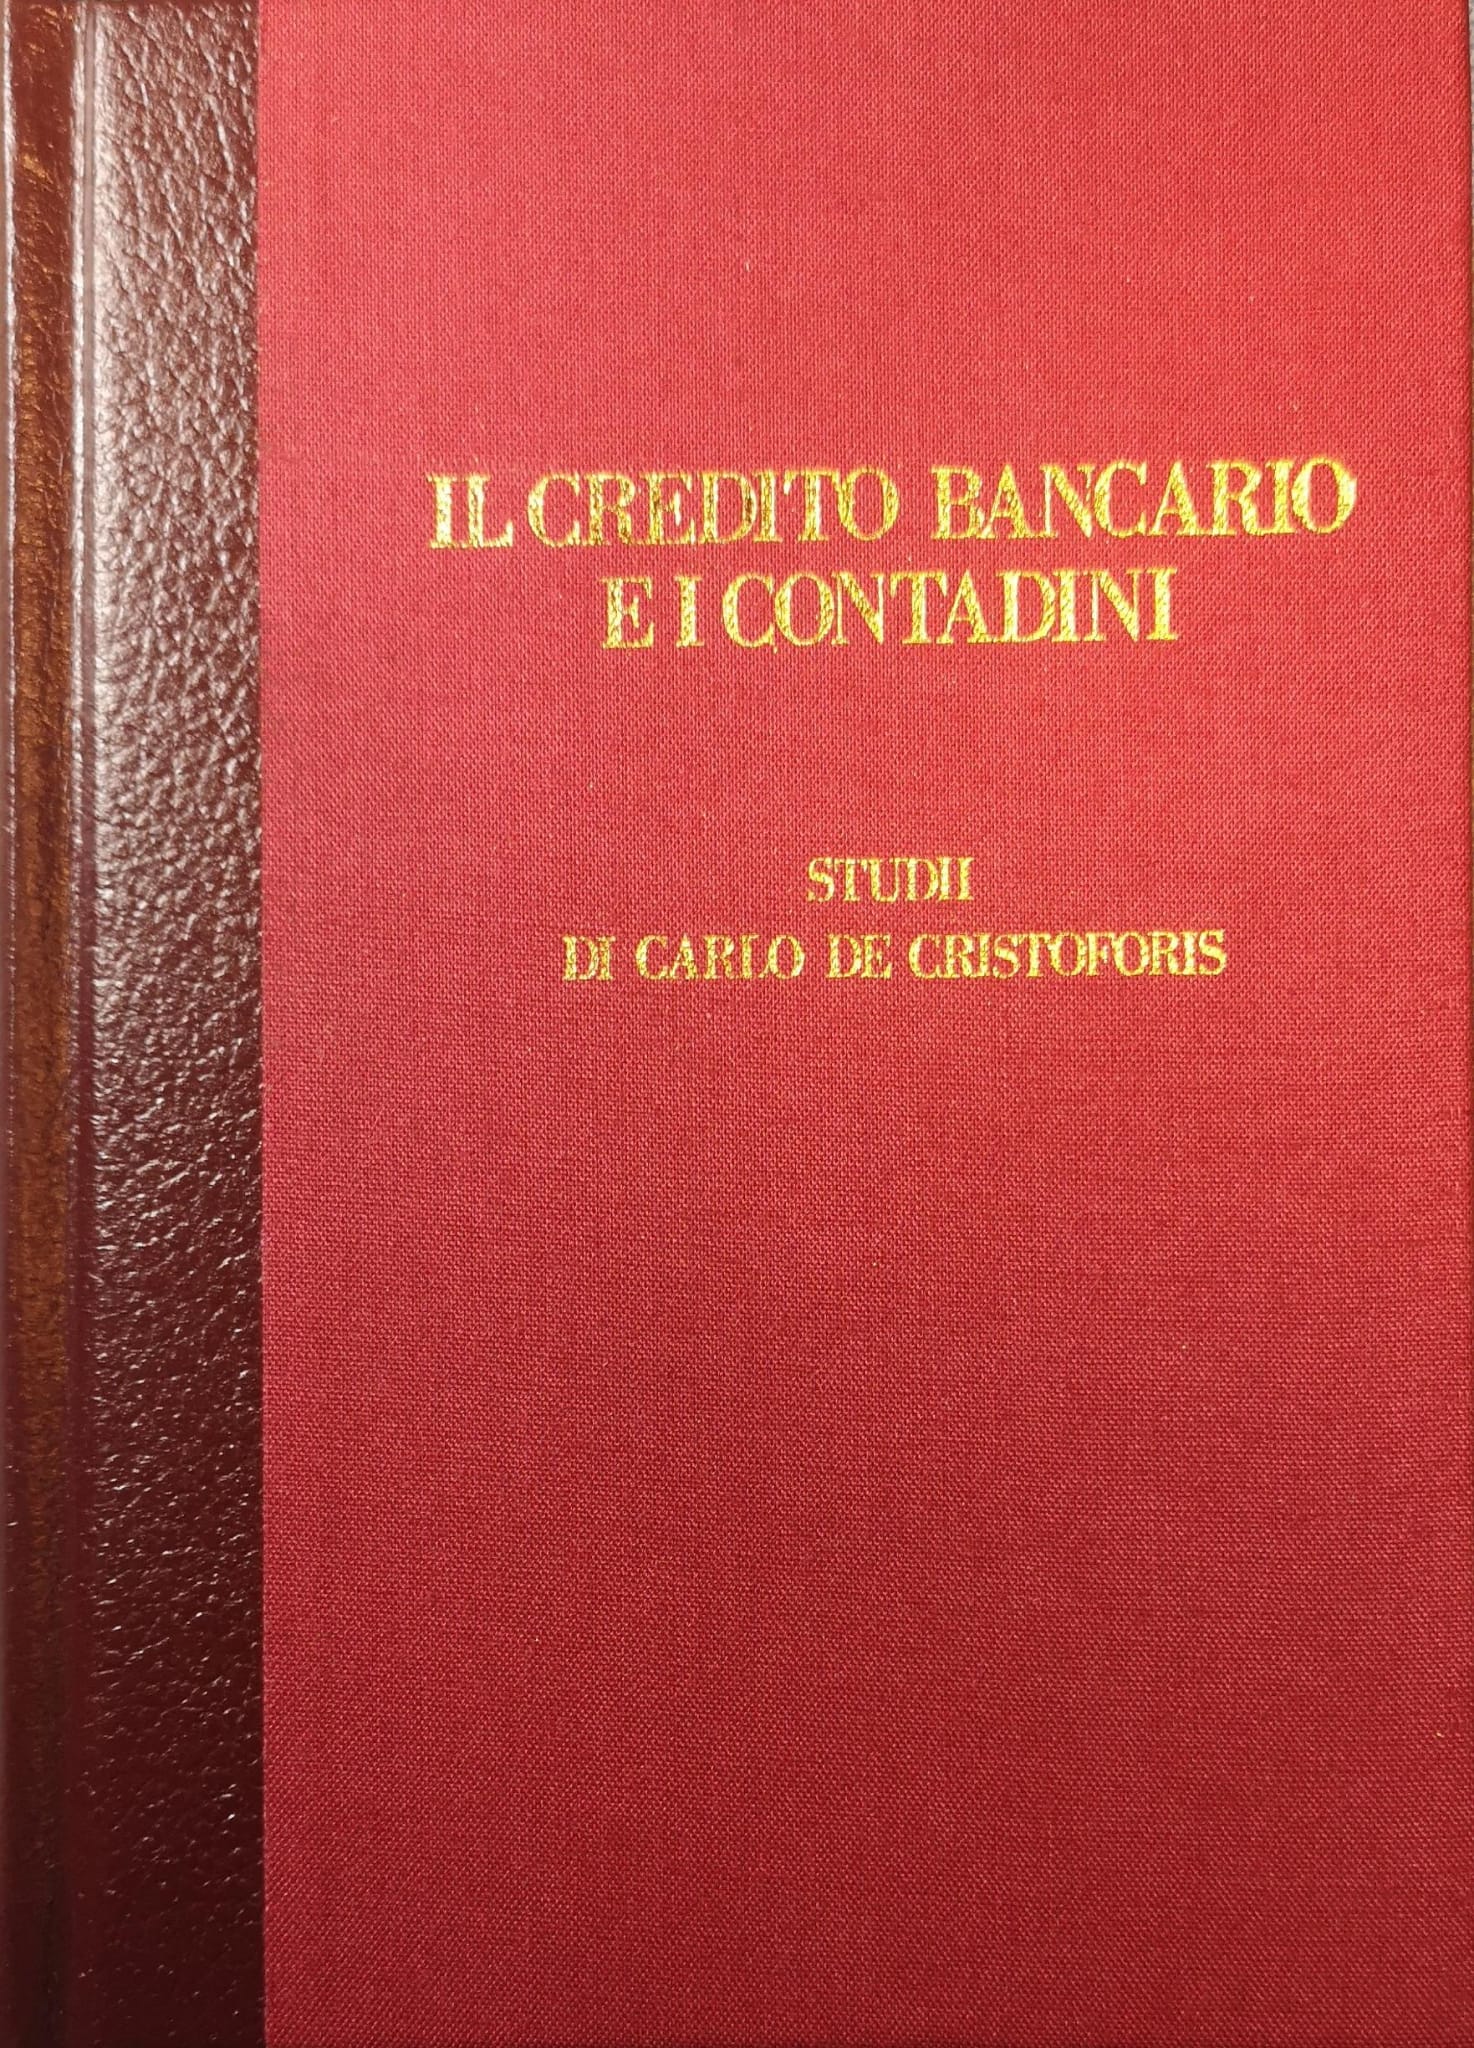 IL CREDITO BANCARIO
E I CONTADINI
STUDII
DI CARLO DE CRISTOFORIS